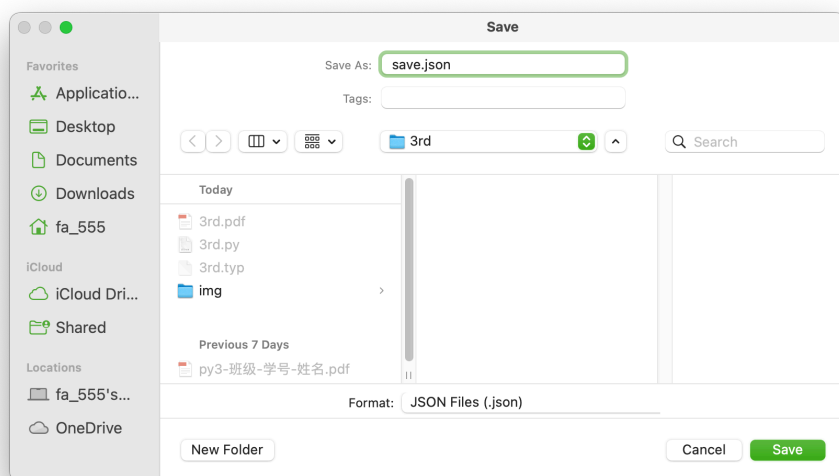 Save
Favorites
Applicatio...
Desktop
Documents
Downloads
fa_555
iCloud
iCloud Dri...
Shared
Locations
fa_555's...
OneDrive
Save As: save.json
Tags:
3rd
Search
Today
3rd.pdf
3rd.py
3rd.typ
img
Previous 7 Days
py3-班级-学号-姓名.pdf
Format: JSON Files (.json)
New Folder
Cancel
Save